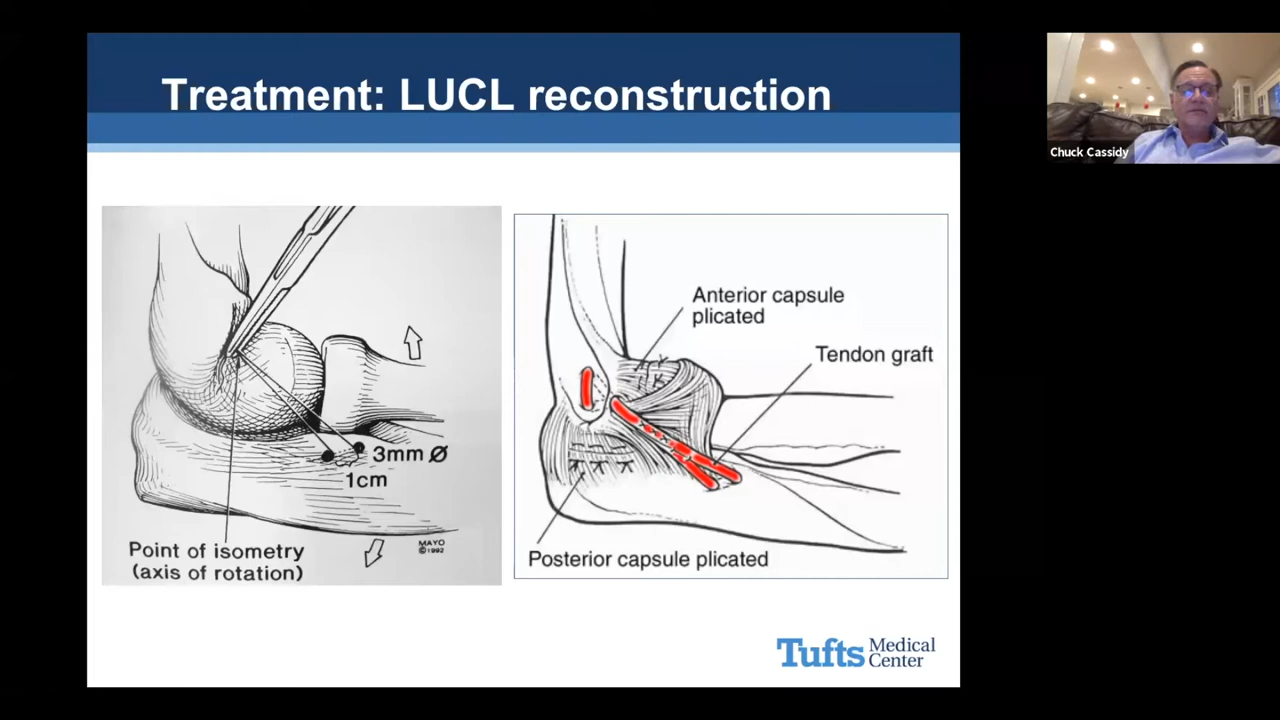 Treatment: LUCL reconstruction
Chuck Cassidy
3mm Ø
1cm
Point of isometry
(axis of rotation)
MAYO
©1992
Anterior capsule
plicated
Tendon graft
Posterior capsule plicated
Tufts Medical
Center